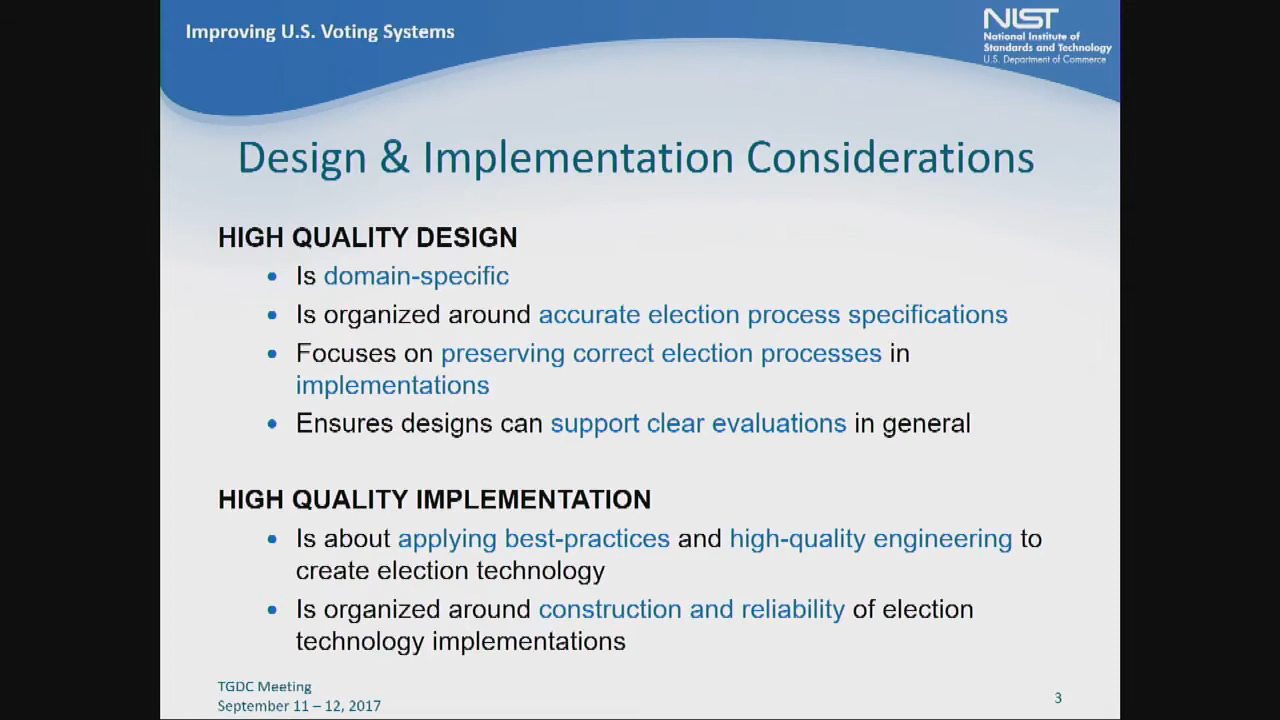 Improving U.S. Voting Systems
NIST
National Institute of
Standards and Technology
U.S. Department of Commerce
Design & Implementation Considerations
HIGH QUALITY DESIGN
• Is domain-specific
• Is organized around accurate election process specifications
• Focuses on preserving correct election processes in
implementations
• Ensures designs can support clear evaluations in general
HIGH QUALITY IMPLEMENTATION
• Is about applying best-practices and high-quality engineering to
create election technology
• Is organized around construction and reliability of election
technology implementations
TGDC Meeting
September 11 – 12, 2017
3